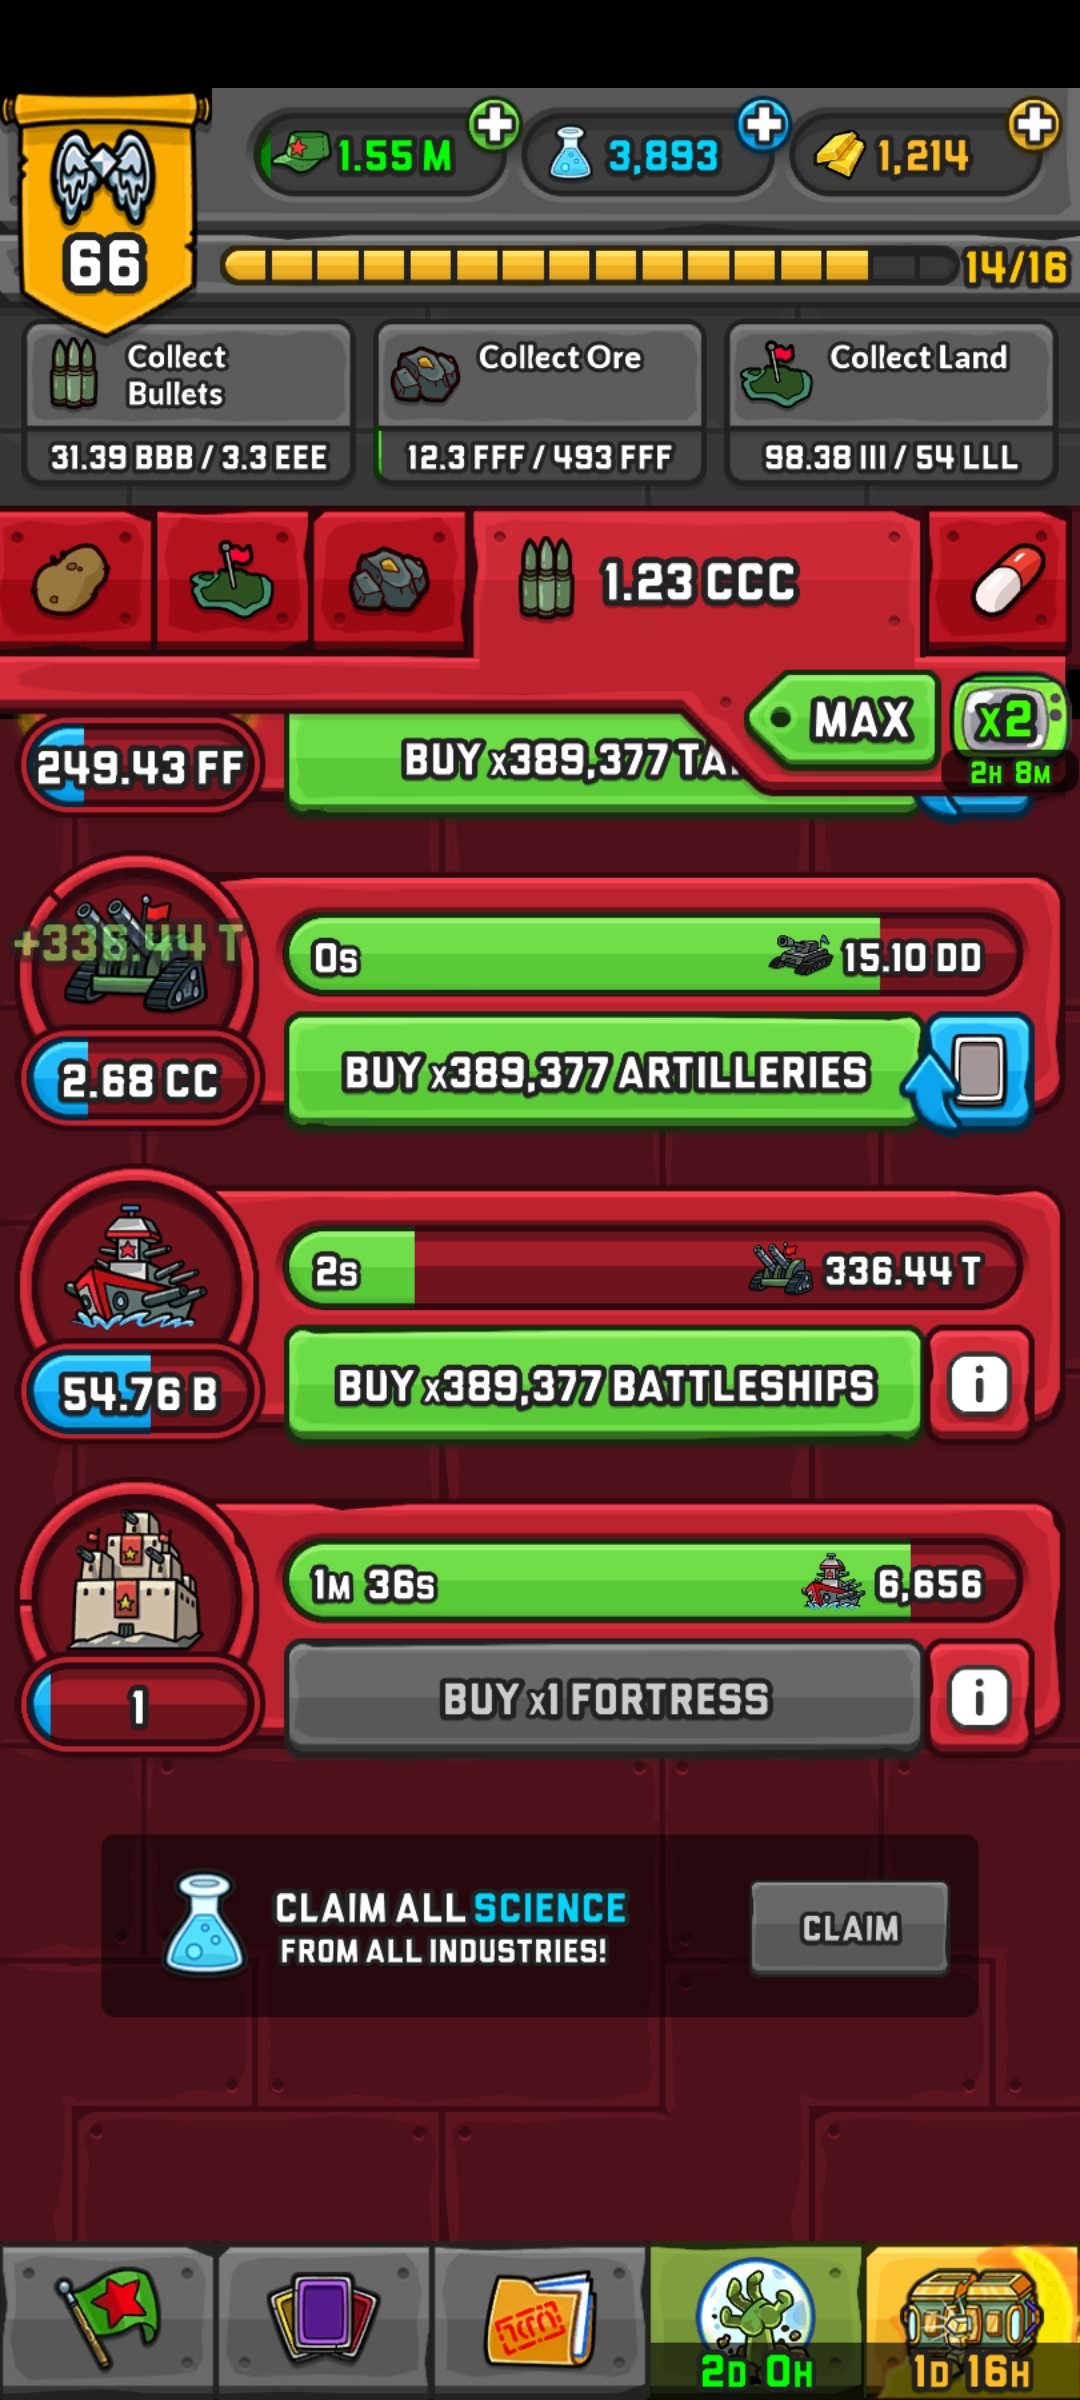 1.55 M
3,893
1,214
66
14/16
Collect
Bullets
Collect Ore
Collect Land
31.39 BBB / 3.3 EEE
12.3 FFF / 493 FFF
98.38 III / 54 LLL
1.23 CCC
MAX
x2
2H 8M
249.43 FF
BUY x389,377 TA
+336.44 T
0s
15.10 DD
2.68 CC
BUY x389,377 ARTILLERIES
2s
336.44 T
54.76 B
BUY x389,377 BATTLESHIPS
i
1M 36s
6,656
1
BUY x1 FORTRESS
i
CLAIM ALL SCIENCE
FROM ALL INDUSTRIES!
CLAIM
2D 0H
1D 16H